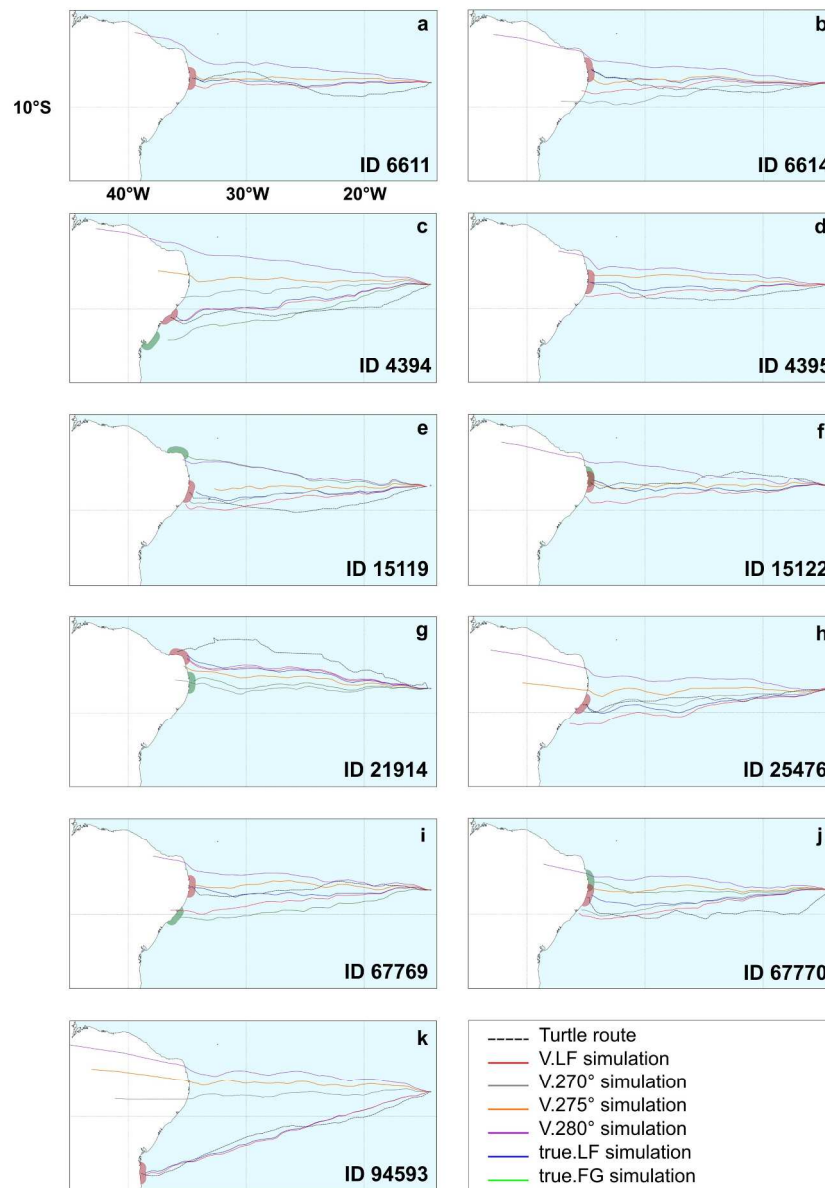 a
b
10°S
ID 6611
ID 6614
40°W 30°W 20°W
c
d
ID 4394
ID 4395
e
f
ID 15119
ID 15122
g
h
ID 21914
ID 25476
i
j
ID 67769
ID 67770
k
ID 94593
Turtle route
V.LF simulation
V.270° simulation
V.275° simulation
V.280° simulation
true.LF simulation
true.FG simulation